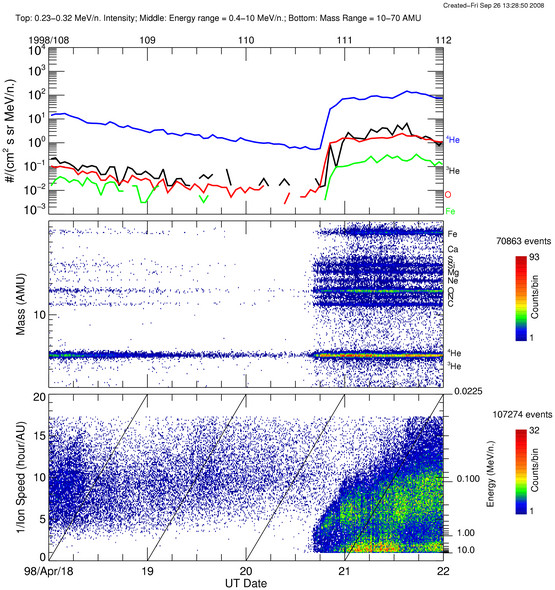 Created-Fri Sep 26 13:28:50 2008
Top: 0.23-0.32 MeV/n. Intensity; Middle: Energy range = 0.4-10 MeV/n.; Bottom: Mass Range = 10-70 AMU
1998/108 109 110 111 112
#/(cm² s sr MeV/n.)
10⁴
10³
10²
10¹
10⁰
10⁻¹
10⁻²
10⁻³
⁴He
³He
O
Fe
Mass (AMU)
10
Fe
Ca
S
Si
Mg
Ne
O
N
C
⁴He
³He
70863 events
93
Counts/bin
1
1/Ion Speed (hour/AU)
20
15
10
5
0
0.0225
0.100
1.00
10.0
Energy (MeV/n.)
107274 events
32
Counts/bin
1
98/Apr/18 19 20 21 22
UT Date